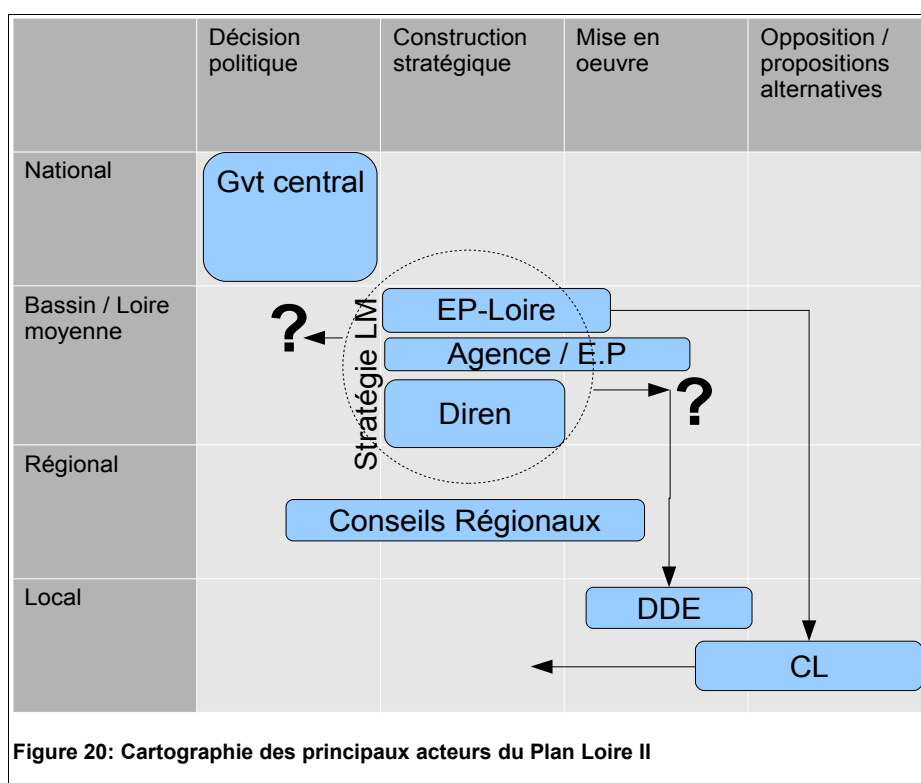 Décision
politique
Construction
stratégique
Mise en
oeuvre
Opposition /
propositions
alternatives
National
Gvt central
Bassin / Loire
moyenne
?
Stratégie LM
EP-Loire
Agence / E.P
Diren
?
Régional
Conseils Régionaux
Local
DDE
CL
Figure 20: Cartographie des principaux acteurs du Plan Loire II